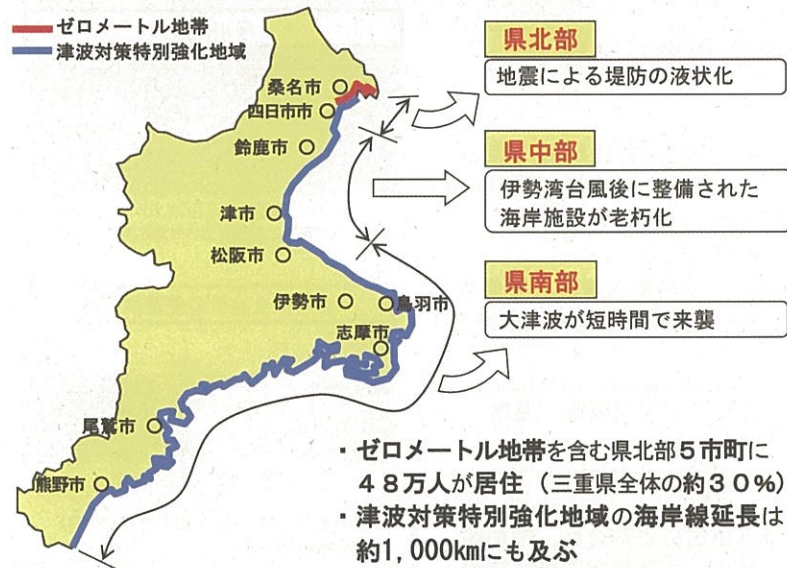 ゼロメートル地帯
津波対策特別強化地域
桑名市
四日市市
鈴鹿市
津市
松阪市
伊勢市
鳥羽市
志摩市
尾鷲市
熊野市
県北部
地震による堤防の液状化
県中部
伊勢湾台風後に整備された
海岸施設が老朽化
県南部
大津波が短時間で来襲
・ゼロメートル地帯を含む県北部5市町に
48万人が居住（三重県全体の約30%）
・津波対策特別強化地域の海岸線延長は
約1,000kmにも及ぶ